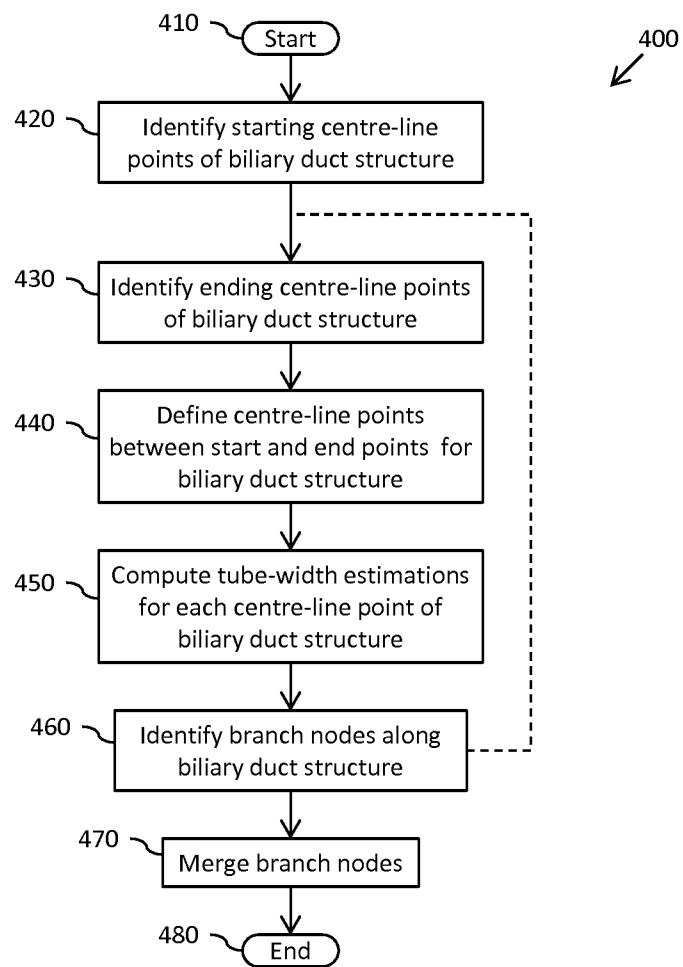 410
Start
400
420
Identify starting centre-line
points of biliary duct structure
430
Identify ending centre-line points
of biliary duct structure
440
Define centre-line points
between start and end points for
biliary duct structure
450
Compute tube-width estimations
for each centre-line point of
biliary duct structure
460
Identify branch nodes along
biliary duct structure
470
Merge branch nodes
480
End